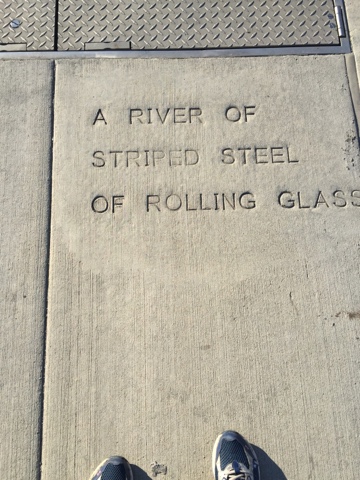 A RIVER OF
STRIPED STEEL
OF ROLLING GLASS